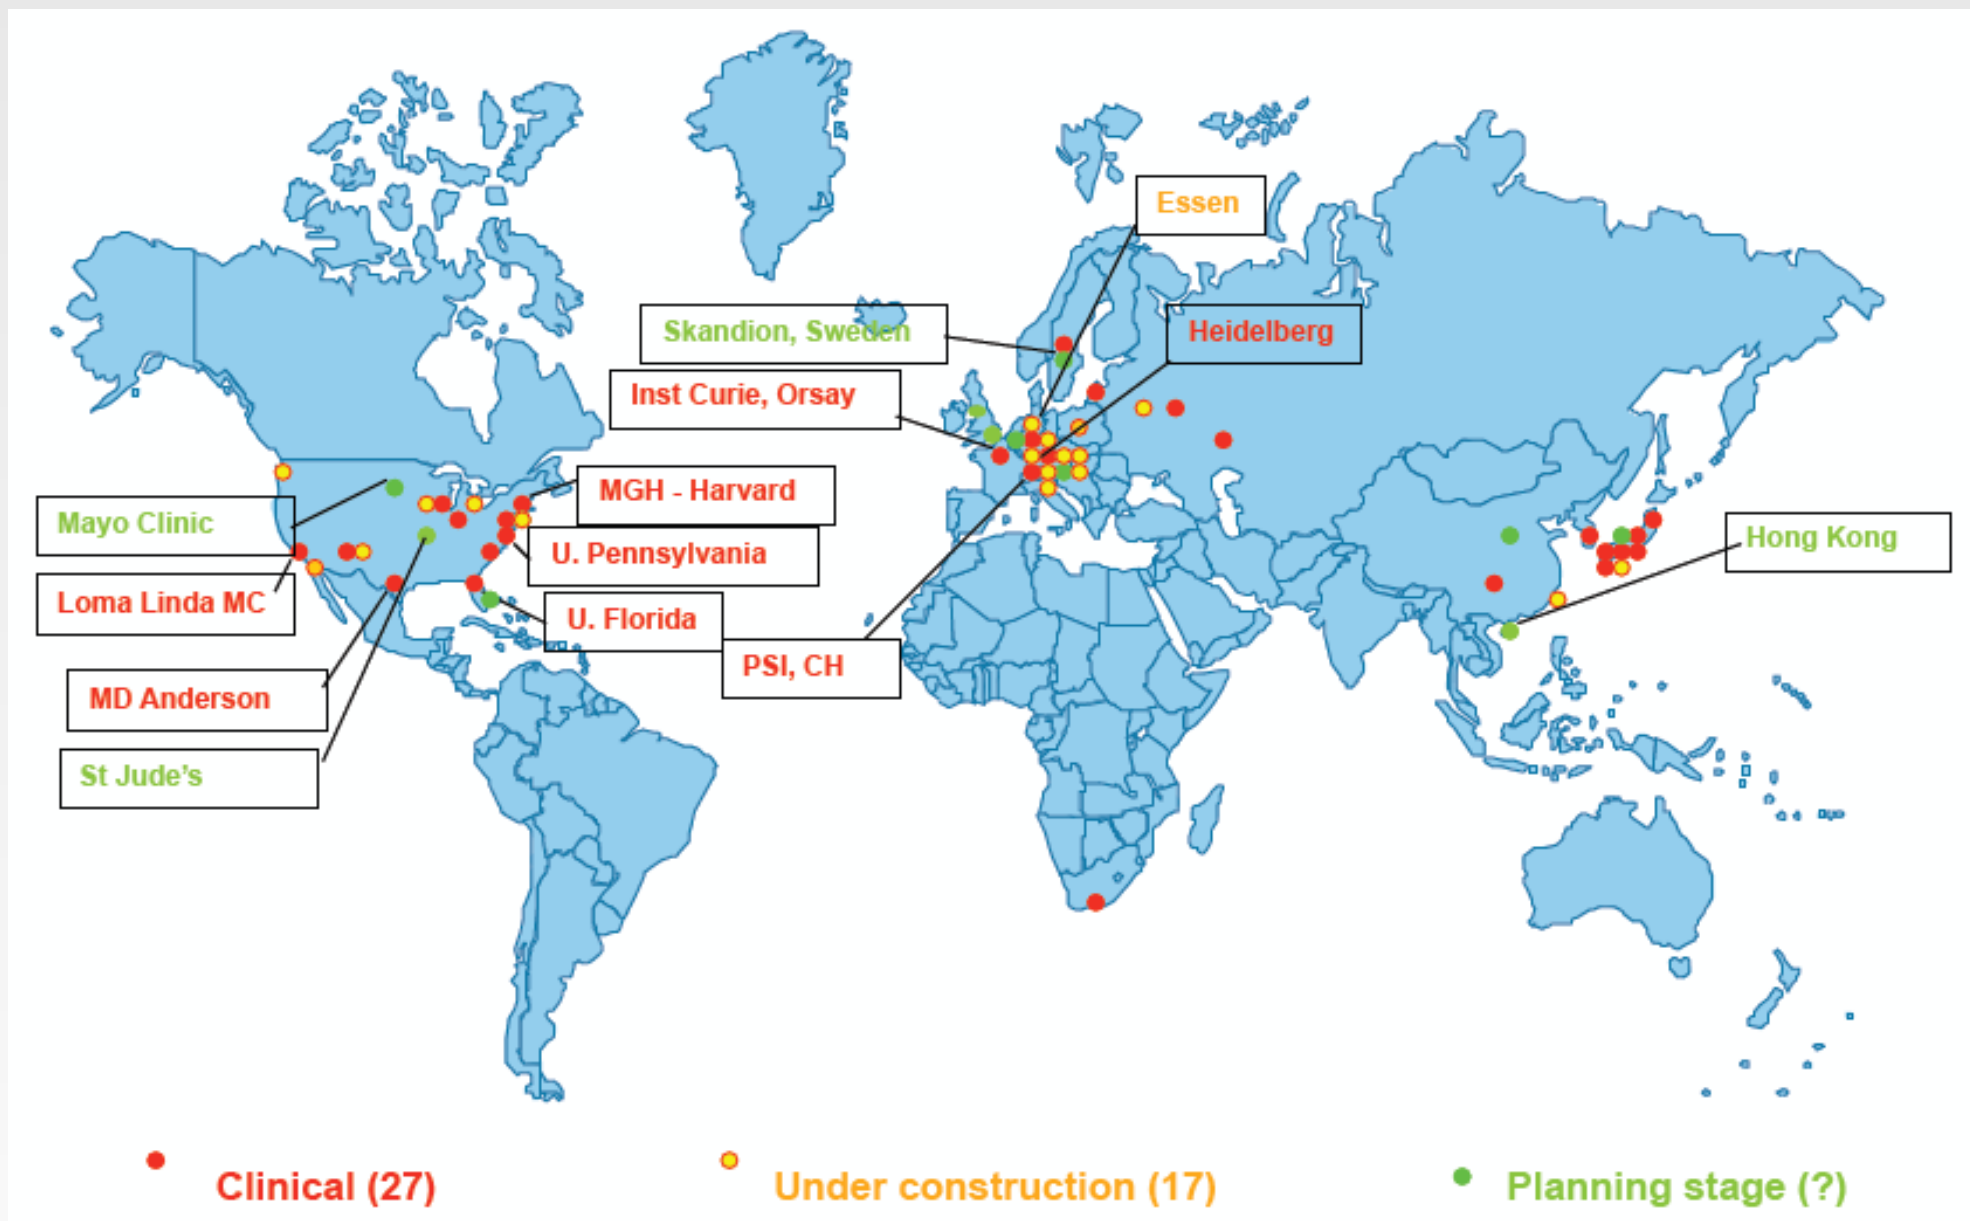 Essen
Skandion, Sweden
Heidelberg
Inst Curie, Orsay
MGH - Harvard
Mayo Clinic
U. Pennsylvania
Hong Kong
Loma Linda MC
U. Florida
PSI, CH
MD Anderson
St Jude’s
Clinical (27)
Under construction (17)
Planning stage (?)